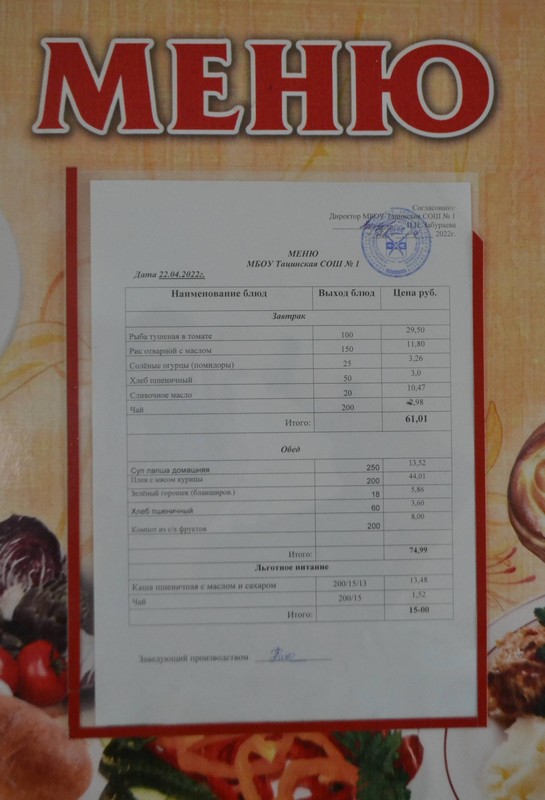 МЕНЮ
Согласовано:
Директор МБОУ Тацинская СОШ № 1
2022г.
МЕНЮ
МБОУ Тацинская СОШ № 1
Дата 22.04.2022г.
Наименование блюд Выход блюд Цена руб.
Завтрак
Рыба тушеная в томате 100 29,50
Рис отварной с маслом 150 11,80
Солёные огурцы (помидоры) 25 3,26
Хлеб пшеничный 50 3,0
Сливочное масло 20 10,47
Чай 200 2,98
Итого: 61,01
Обед
Суп лапша домашняя 250 13,52
Плов с мясом курицы 200 44,01
Зелёный горошек (бланширов.) 18 5,86
Хлеб пшеничный 60 3,60
Компот из с/х фруктов 200 8,00
Итого: 74,99
Льготное питание
Каша пшеничная с маслом и сахаром 200/15/13 13,48
Чай 200/15 1,52
Итого: 15-00
Заведующий производством